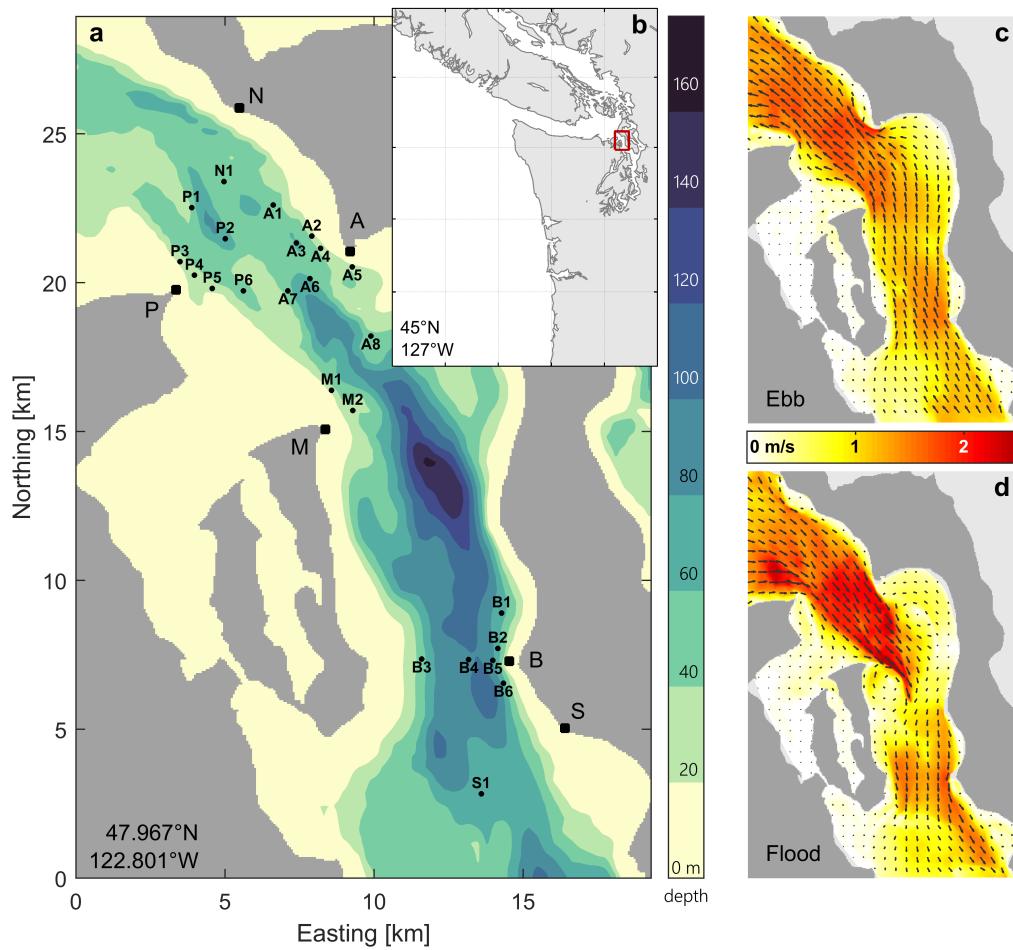 a
b
c
N
A
P
M
B
S
N1
P1
A1
P2
A2
A3
A4
P3
P4
A5
P5
P6
A6
A7
A8
M1
M2
B1
B2
B3
B4
B5
B6
S1
25
20
15
10
5
0
Northing [km]
0
5
10
15
Easting [km]
47.967°N
122.801°W
45°N
127°W
160
140
120
100
80
60
40
20
0 m
depth
Ebb
0 m/s
1
2
d
Flood